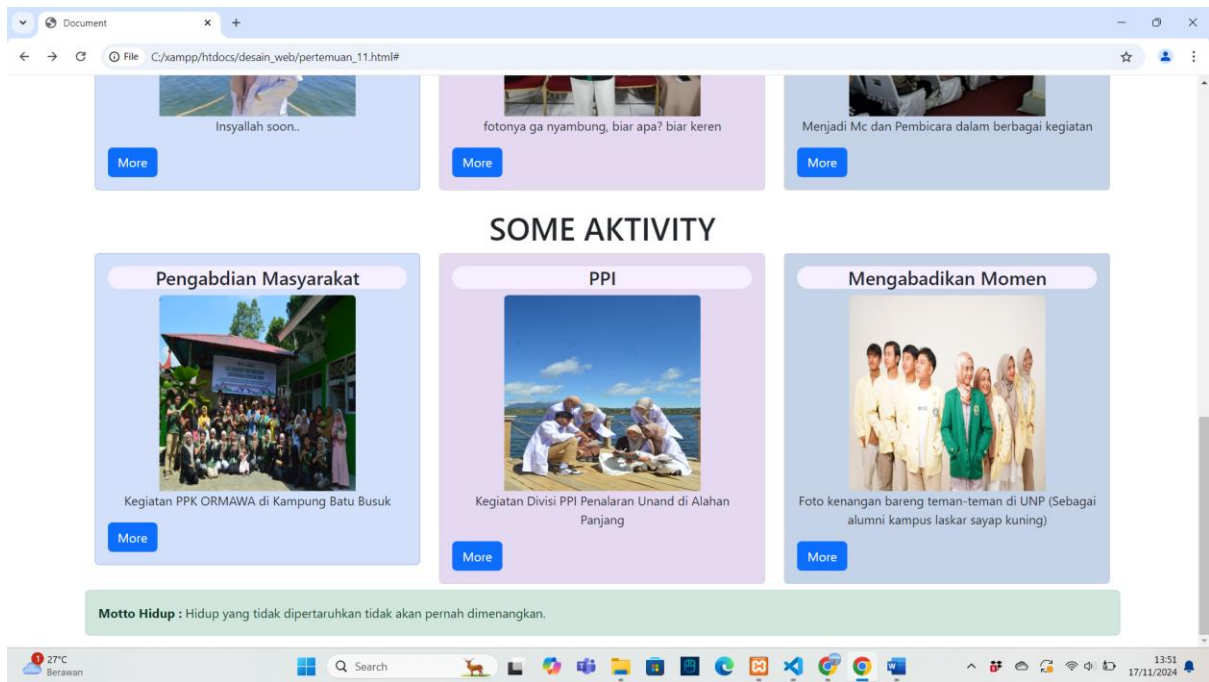 Document
File C:/xampp/htdocs/desain_web/pertemuan_11.html#
Insyallah soon..
More
fotonya ga nyambung, biar apa? biar keren
More
Menjadi Mc dan Pembicara dalam berbagai kegiatan
More
SOME AKTIVITY
Pengabdian Masyarakat
Kegiatan PPK ORMAWA di Kampung Batu Busuk
More
PPI
Kegiatan Divisi PPI Penalaran Unand di Alahan
Panjang
More
Mengabadikan Momen
Foto kenangan bareng teman-teman di UNP (Sebagai
alumni kampus laskar sayap kuning)
More
Motto Hidup : Hidup yang tidak dipertaruhkan tidak akan pernah dimenangkan.
1
27°C
Berawan
Search
13:51
17/11/2024